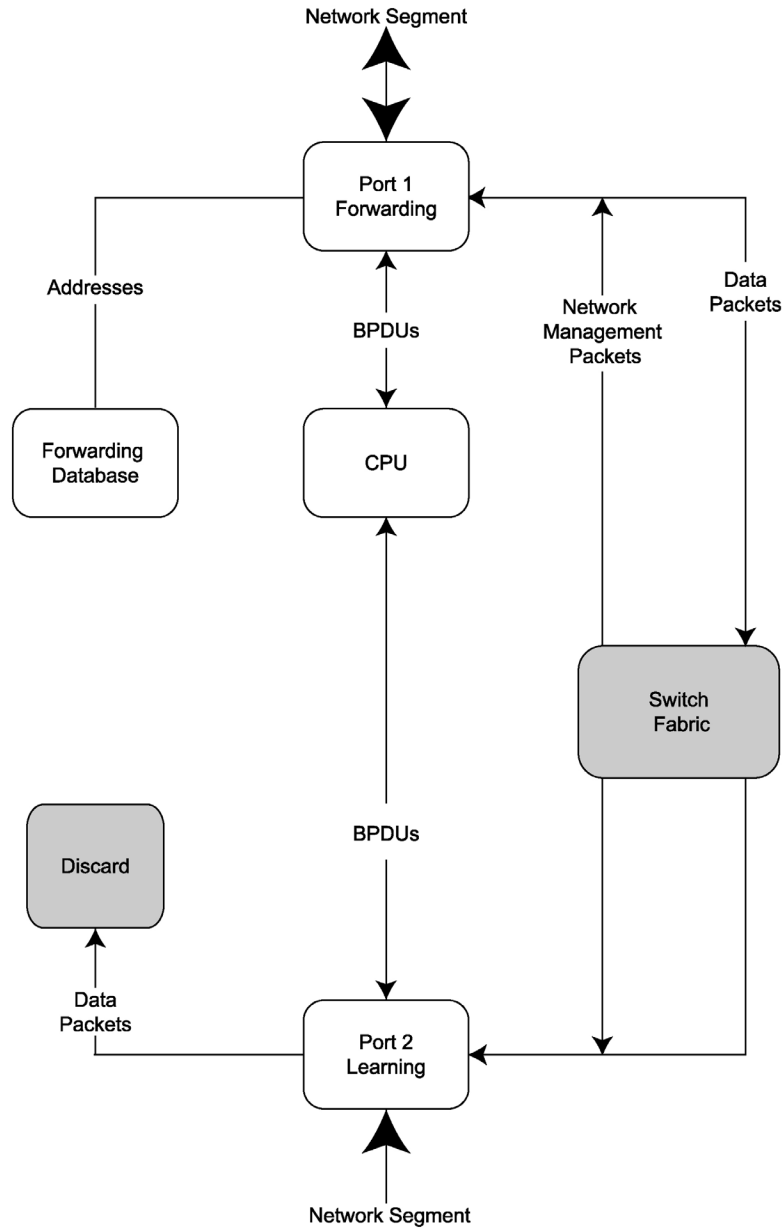 Network Segment
Port 1
Forwarding
Addresses
Data
Packets
Network
Management
Packets
BPDUs
Forwarding
Database
CPU
Switch
Fabric
BPDUs
Discard
Data
Packets
Port 2
Learning
Network Segment